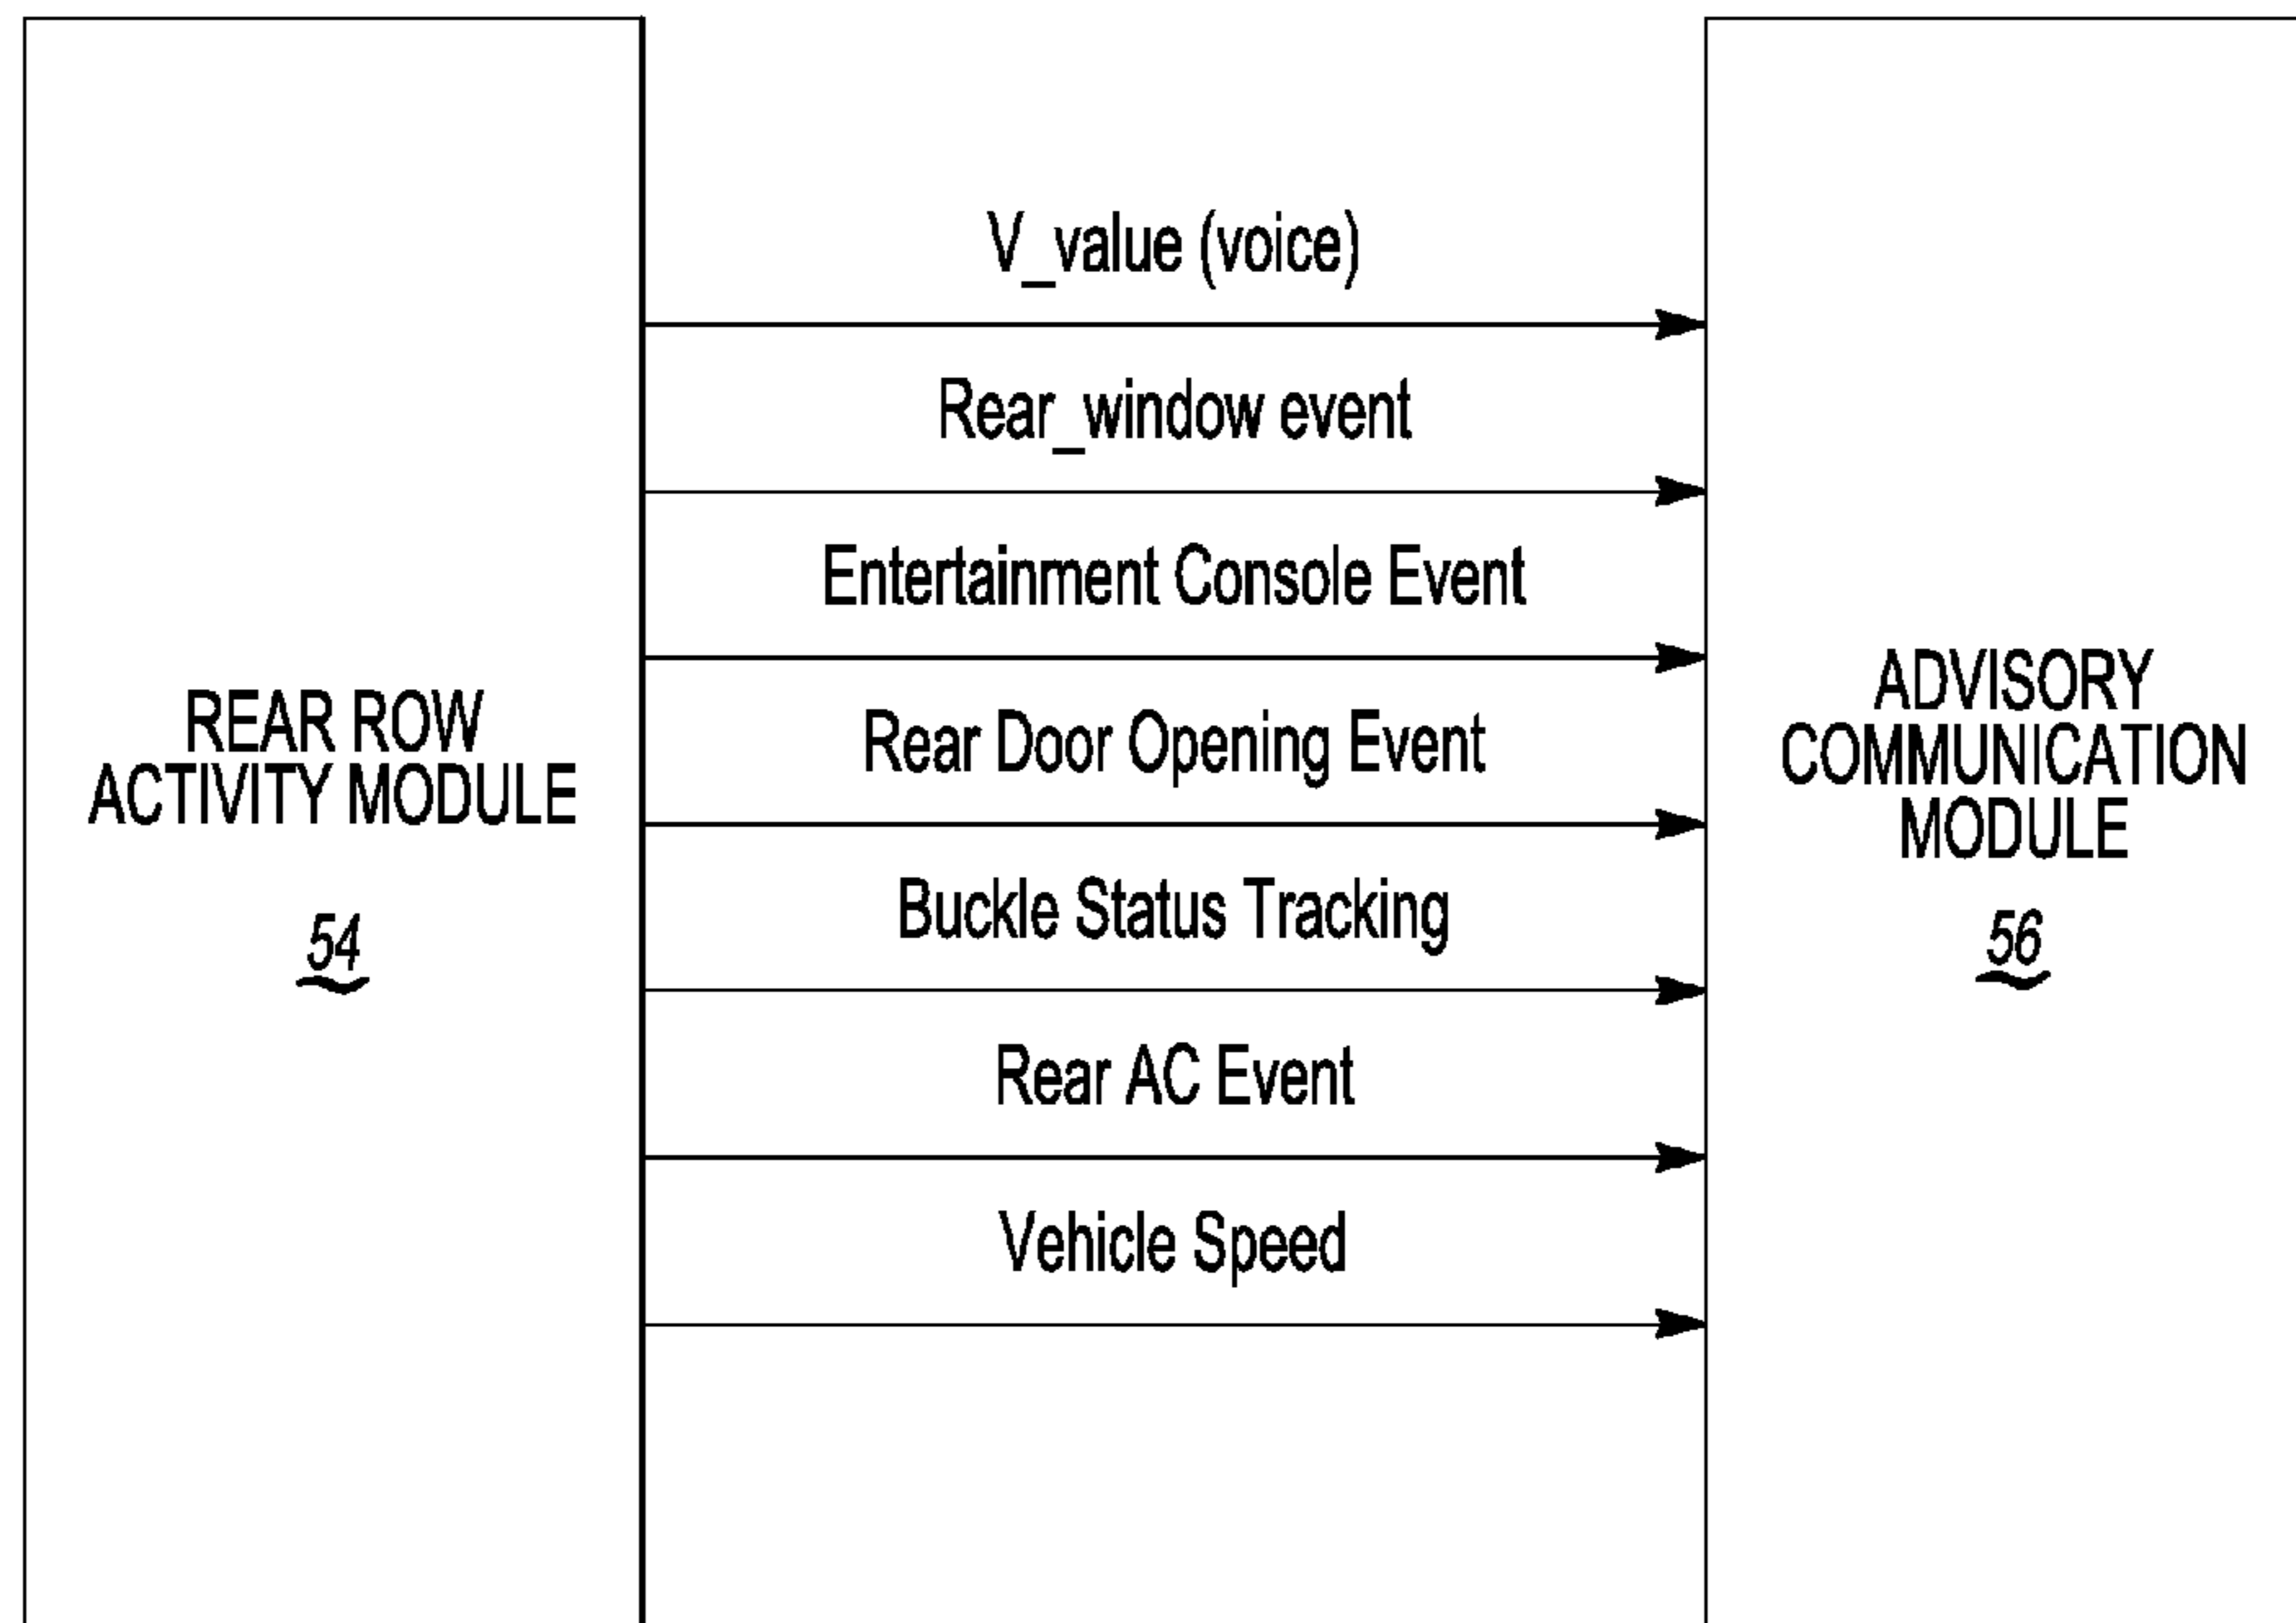 REAR ROW
ACTIVITY MODULE
54
V_value (voice)
Rear_window event
Entertainment Console Event
Rear Door Opening Event
Buckle Status Tracking
Rear AC Event
Vehicle Speed
ADVISORY
COMMUNICATION
MODULE
56